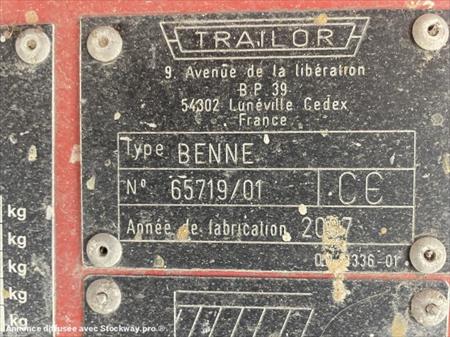 TRAILOR
9 Avenue de la libération
B.P. 39
54302 Lunéville Cedex
France
Type BENNE
N° 65719/01 CE
Année de fabrication
kg
kg
kg
kg
kg
Annonce diffusée avec Stockway.pro ®